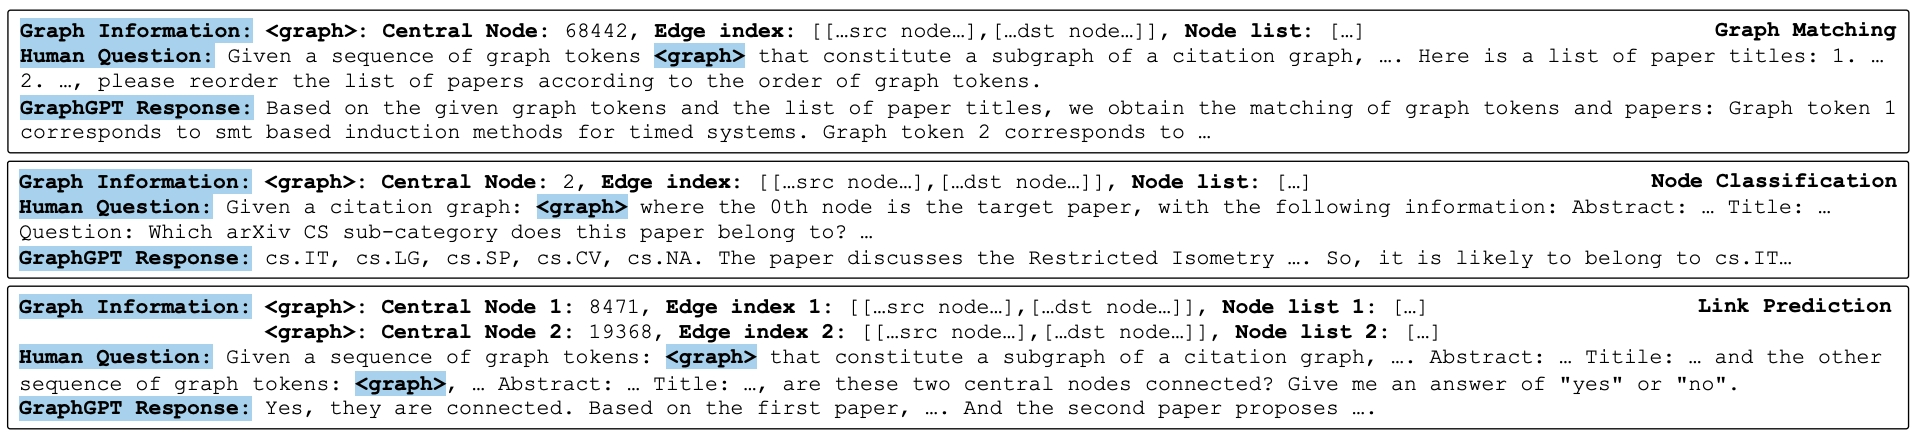 Graph Information: <graph>: Central Node: 68442, Edge index: [[…src node…],[…dst node…]], Node list: […] Graph Matching
Human Question: Given a sequence of graph tokens <graph> that constitute a subgraph of a citation graph, …. Here is a list of paper titles: 1. …
2. …, please reorder the list of papers according to the order of graph tokens.
GraphGPT Response: Based on the given graph tokens and the list of paper titles, we obtain the matching of graph tokens and papers: Graph token 1
corresponds to smt based induction methods for timed systems. Graph token 2 corresponds to …
Graph Information: <graph>: Central Node: 2, Edge index: [[…src node…],[…dst node…]], Node list: […] Node Classification
Human Question: Given a citation graph: <graph> where the 0th node is the target paper, with the following information: Abstract: … Title: …
Question: Which arXiv CS sub-category does this paper belong to? …
GraphGPT Response: cs.IT, cs.LG, cs.SP, cs.CV, cs.NA. The paper discusses the Restricted Isometry …. So, it is likely to belong to cs.IT…
Graph Information: <graph>: Central Node 1: 8471, Edge index 1: [[…src node…],[…dst node…]], Node list 1: […] Link Prediction
<graph>: Central Node 2: 19368, Edge index 2: [[…src node…],[…dst node…]], Node list 2: […]
Human Question: Given a sequence of graph tokens: <graph> that constitute a subgraph of a citation graph, …. Abstract: … Titile: … and the other
sequence of graph tokens: <graph>, … Abstract: … Title: …, are these two central nodes connected? Give me an answer of "yes" or "no".
GraphGPT Response: Yes, they are connected. Based on the first paper, …. And the second paper proposes ….